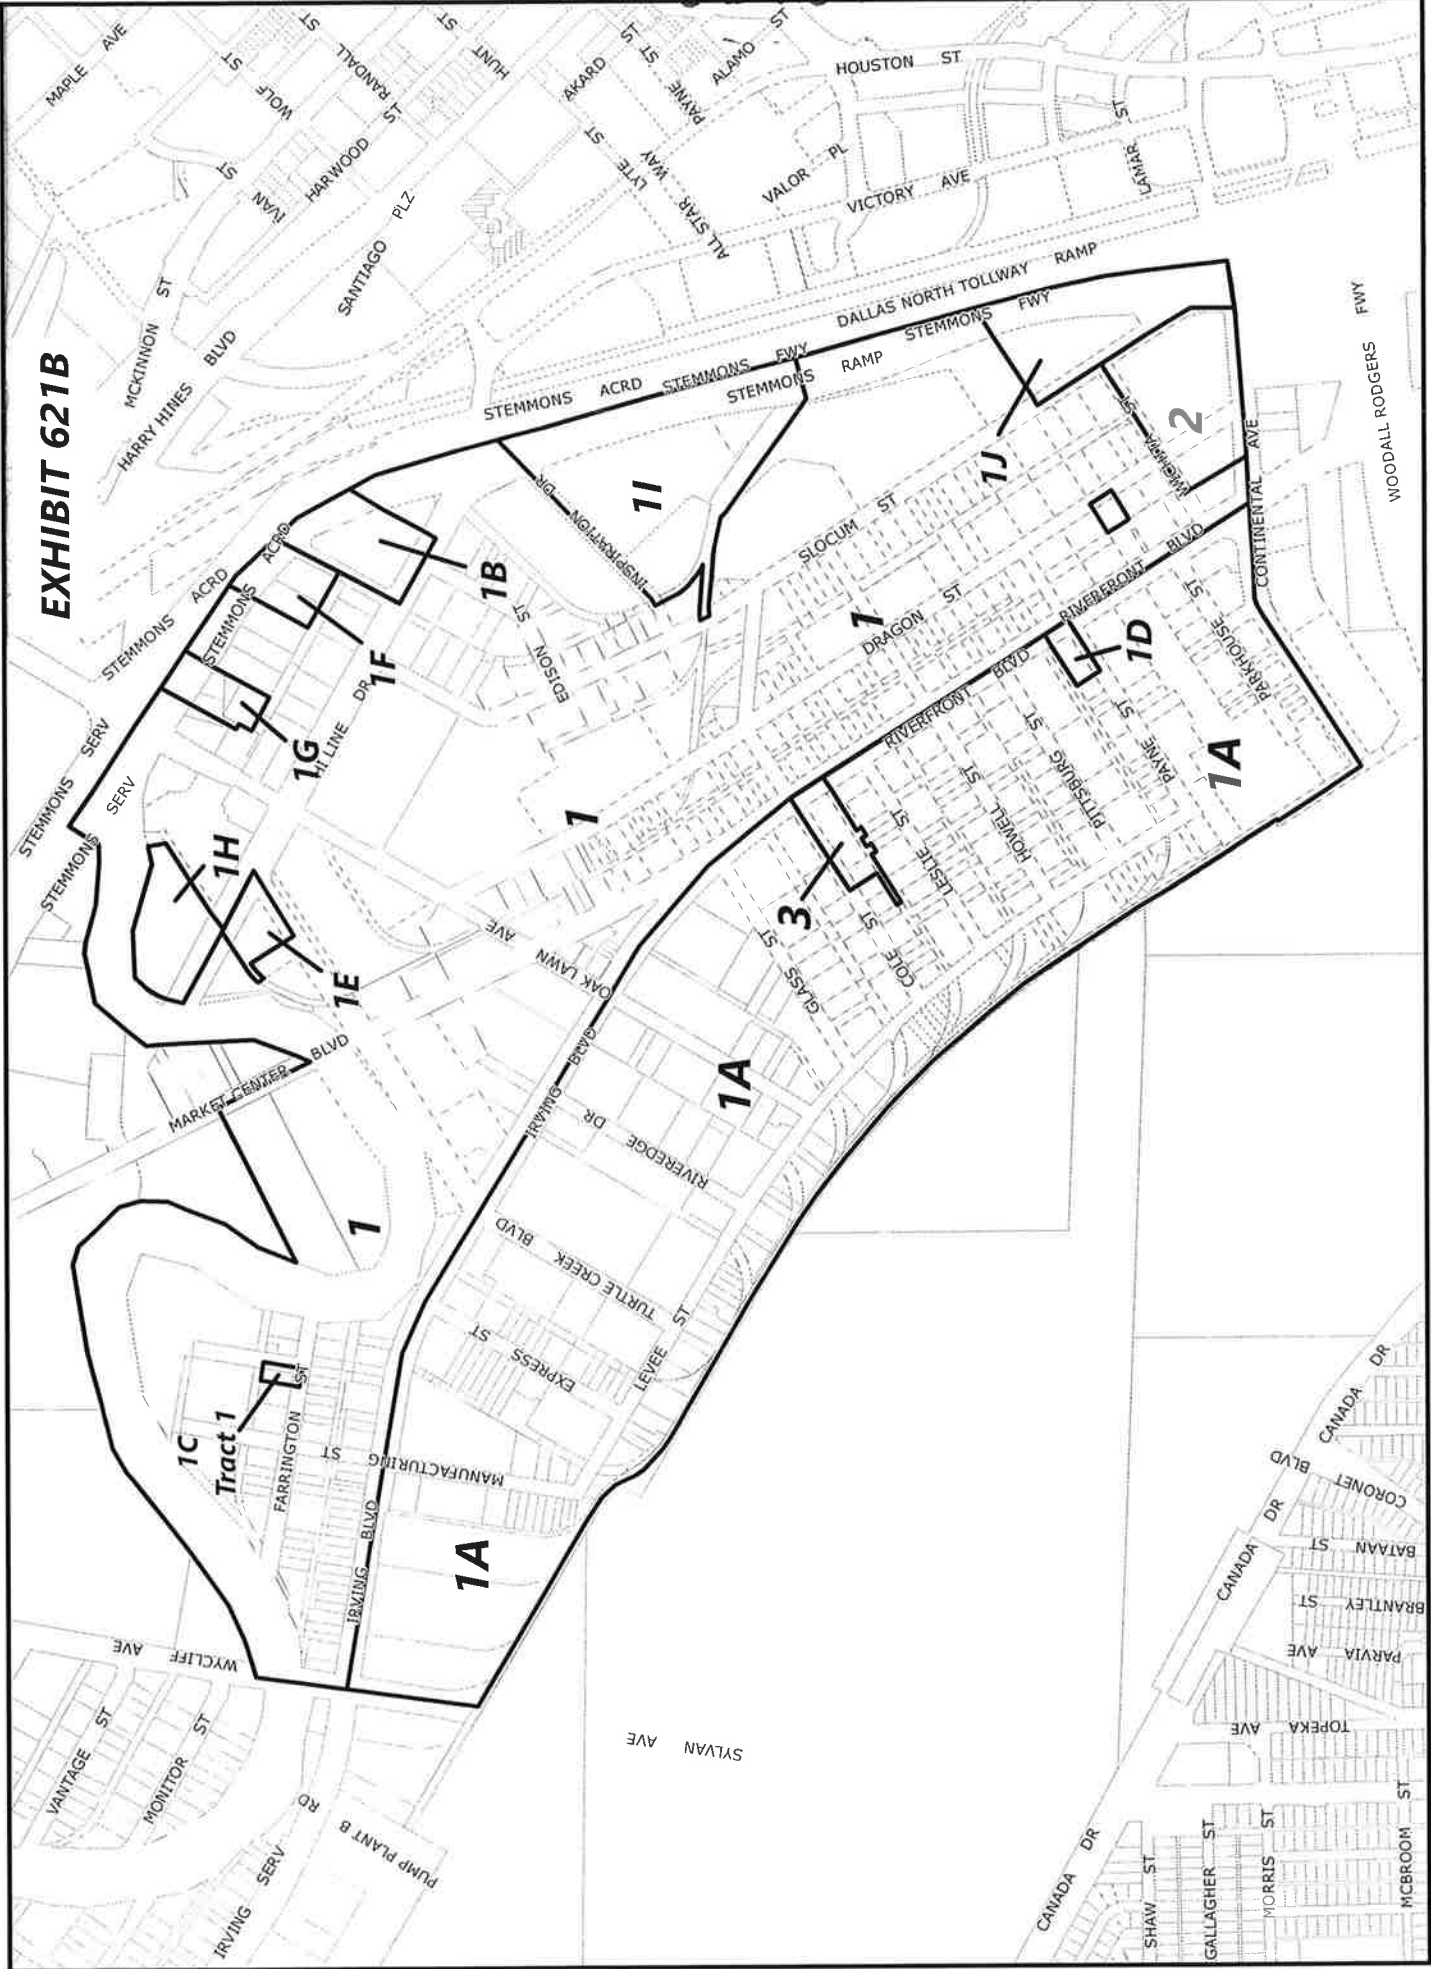 EXHIBIT 621B
MAPLE AVE
WOLF ST
RANDALL ST
HUNT ST
AKARD ST
PAYNE ST
ALAMO ST
HOUSTON ST
MCKINNON ST
IVAN ST
HARWOOD ST
LYTE ST
ALL STAR WAY
VALOR PL
VICTORY AVE
LAMAR ST
HARRY HINES BLVD
SANTIAGO PLZ
DALLAS NORTH TOLLWAY RAMP
STEMMONS ACRD
STEMMONS FWY
STEMMONS RAMP
STEMMONS FWY
WOODALL RODGERS FWY
STEMMONS ACRD
STEMMONS ACRD
STEMMONS SERV
STEMMONS SERV
INSPIRATION DR
1I
1J
WICHITA ST
2
CONTINENTAL AVE
1B
1F
1G
HI LINE DR
EDISON ST
SLOCUM ST
1
DRAGON ST
RIVERFRONT BLVD
RIVERFRONT BLVD
1D
PARKHOUSE ST
1A
PAYNE ST
PITTSBURG ST
HOWELL ST
LESLIE ST
COLE ST
GLASS ST
3
1
1H
1E
OAK LAWN AVE
MARKET CENTER BLVD
IRVING BLVD
RIVEREDGE DR
1A
TURTLE CREEK BLVD
EXPRESS ST
LEVEE ST
1
1C
Tract 1
FARRINGTON ST
MANUFACTURING ST
IRVING BLVD
1A
WYCLIFF AVE
VANTAGE ST
MONITOR ST
IRVING SERV RD
PUMP PLANT B
SYLVAN AVE
CANADA DR
CANADA DR
CANADA DR
CORONET BLVD
BATAAN ST
BRANTLEY ST
PARVIA AVE
TOPEKA AVE
SHAW ST
GALLAGHER ST
MORRIS ST
MCBROOM ST